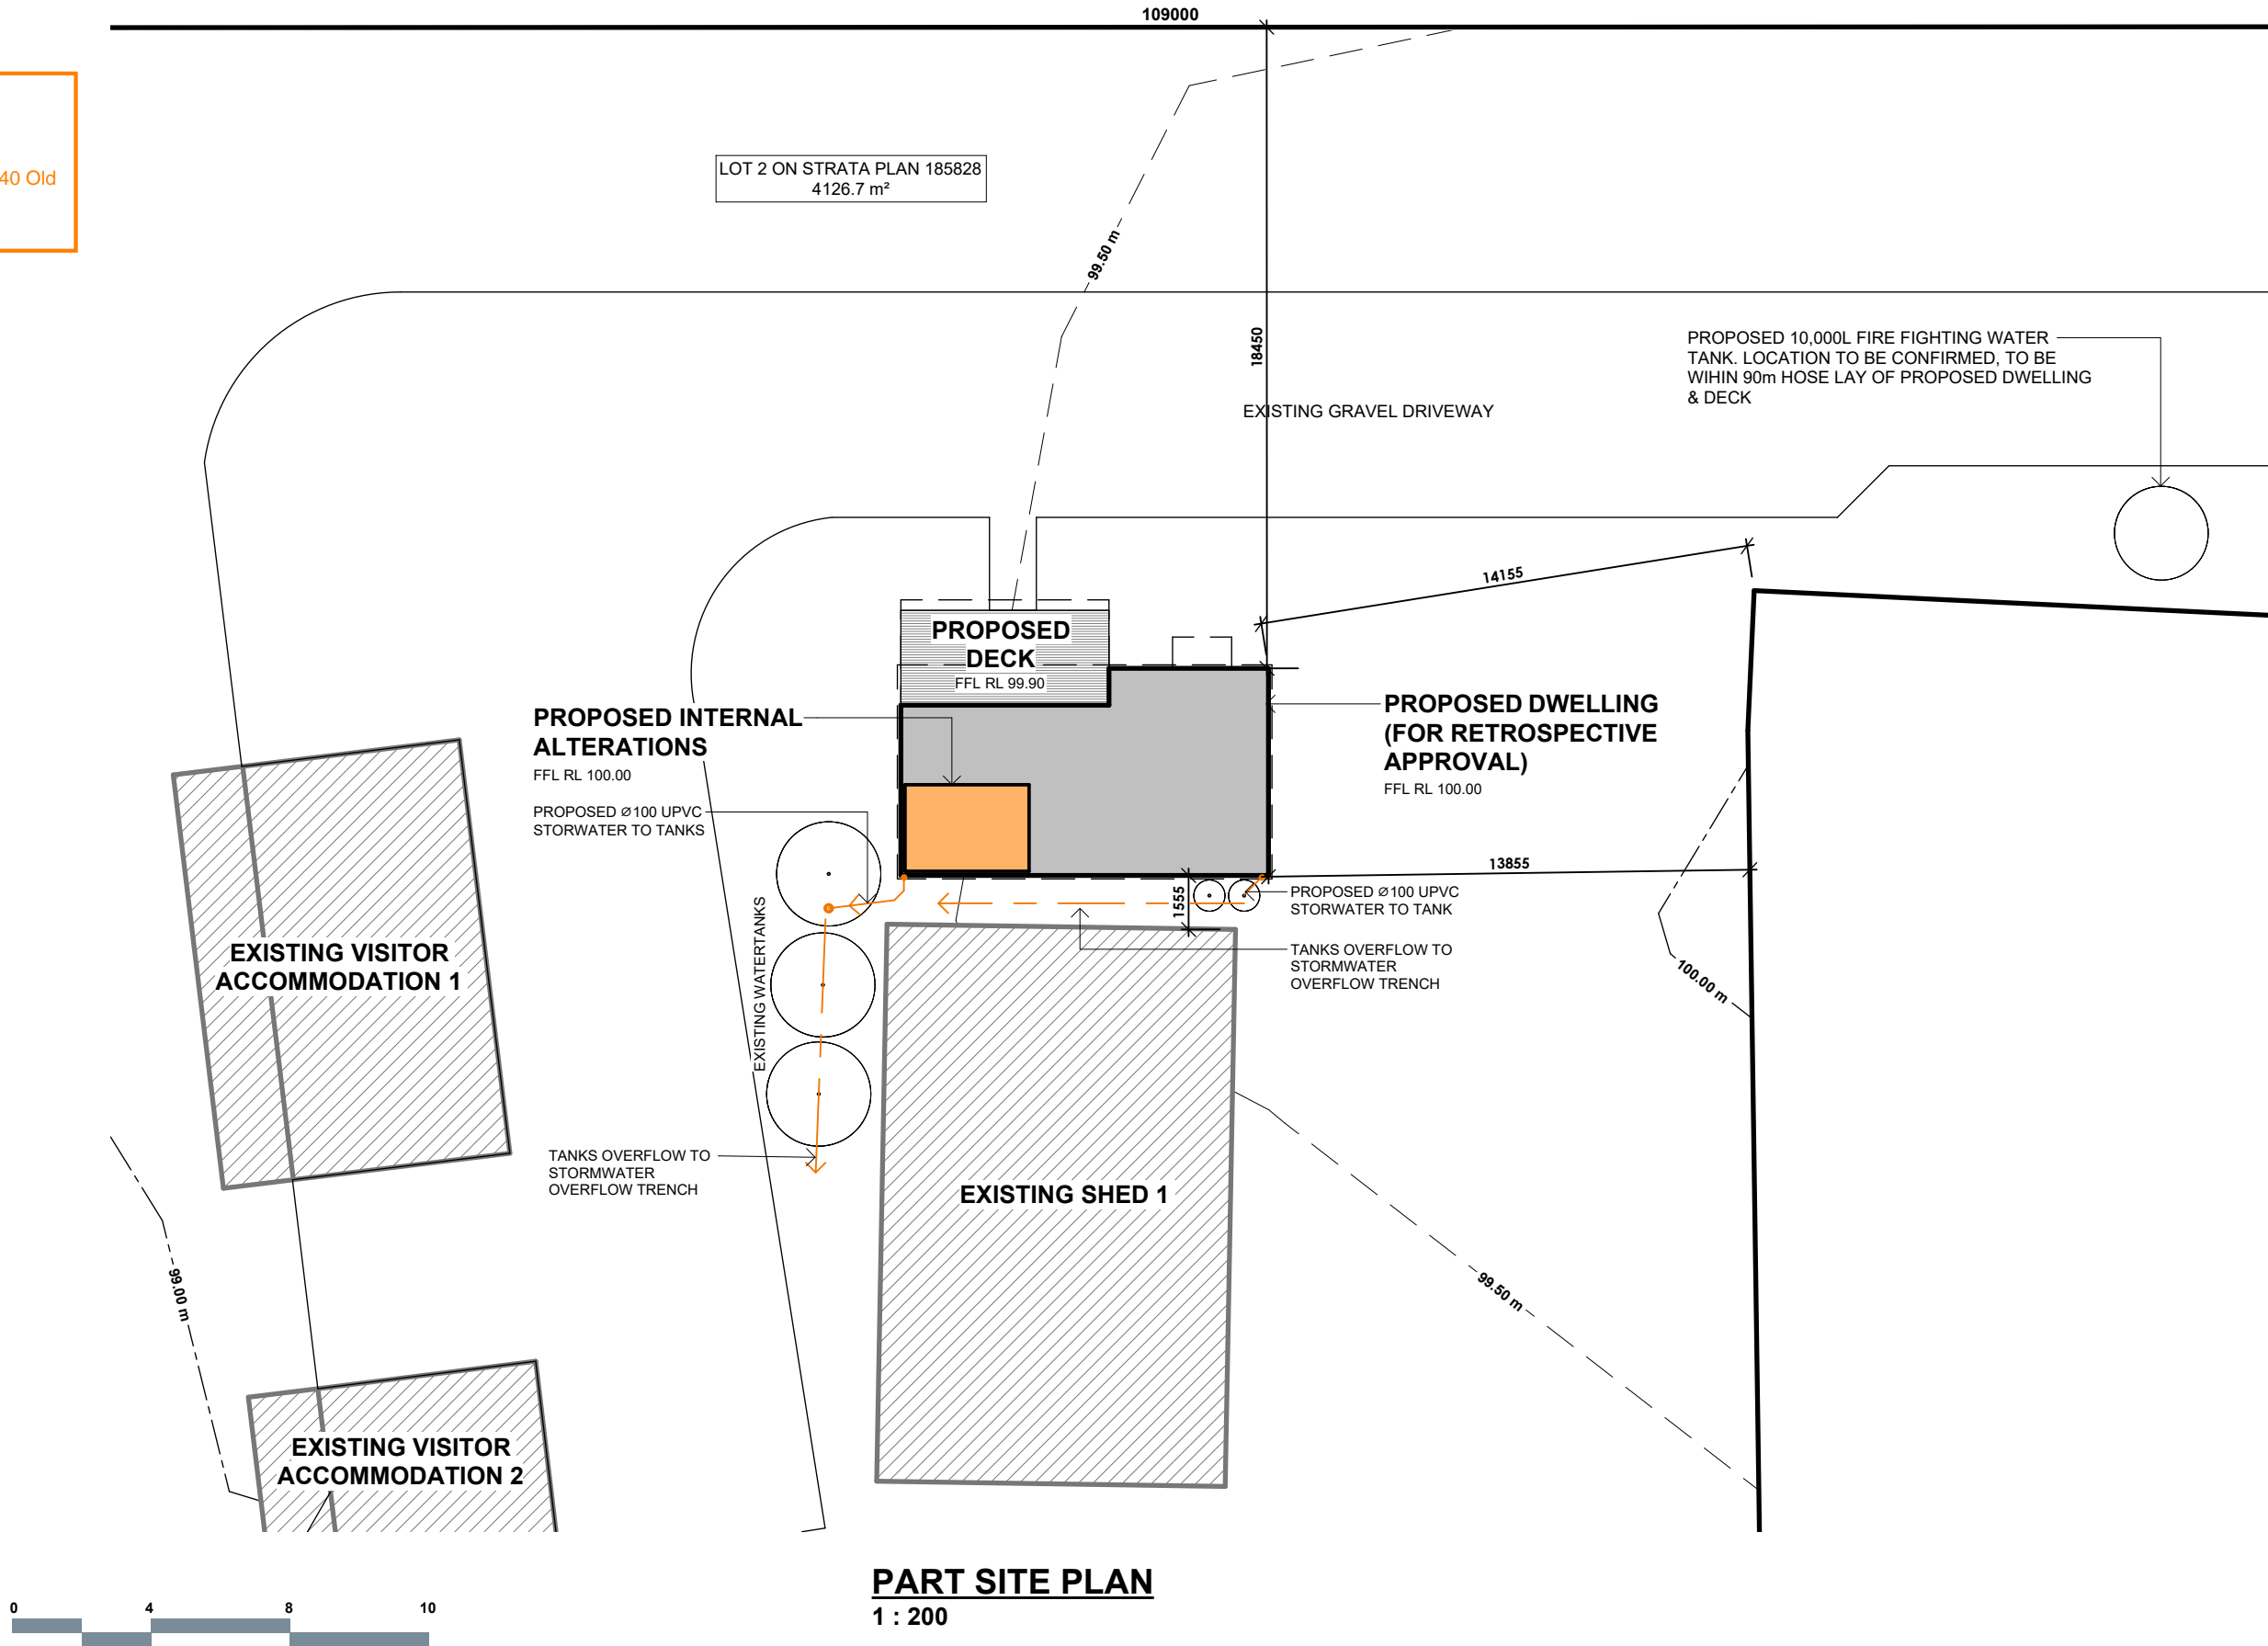 109000
40 Old
LOT 2 ON STRATA PLAN 185828
4126.7 m²
99.50 m
18450
PROPOSED 10,000L FIRE FIGHTING WATER
TANK. LOCATION TO BE CONFIRMED, TO BE
WIHIN 90m HOSE LAY OF PROPOSED DWELLING
& DECK
EXISTING GRAVEL DRIVEWAY
14155
PROPOSED
DECK
FFL RL 99.90
PROPOSED INTERNAL
ALTERATIONS
FFL RL 100.00
PROPOSED DWELLING
(FOR RETROSPECTIVE
APPROVAL)
FFL RL 100.00
PROPOSED Ø100 UPVC
STORWATER TO TANKS
13855
1555
PROPOSED Ø100 UPVC
STORWATER TO TANK
EXISTING WATERTANKS
TANKS OVERFLOW TO
STORMWATER
OVERFLOW TRENCH
100.00 m
EXISTING VISITOR
ACCOMMODATION 1
TANKS OVERFLOW TO
STORMWATER
OVERFLOW TRENCH
EXISTING SHED 1
99.00 m
99.50 m
EXISTING VISITOR
ACCOMMODATION 2
PART SITE PLAN
1 : 200
0 4 8 10